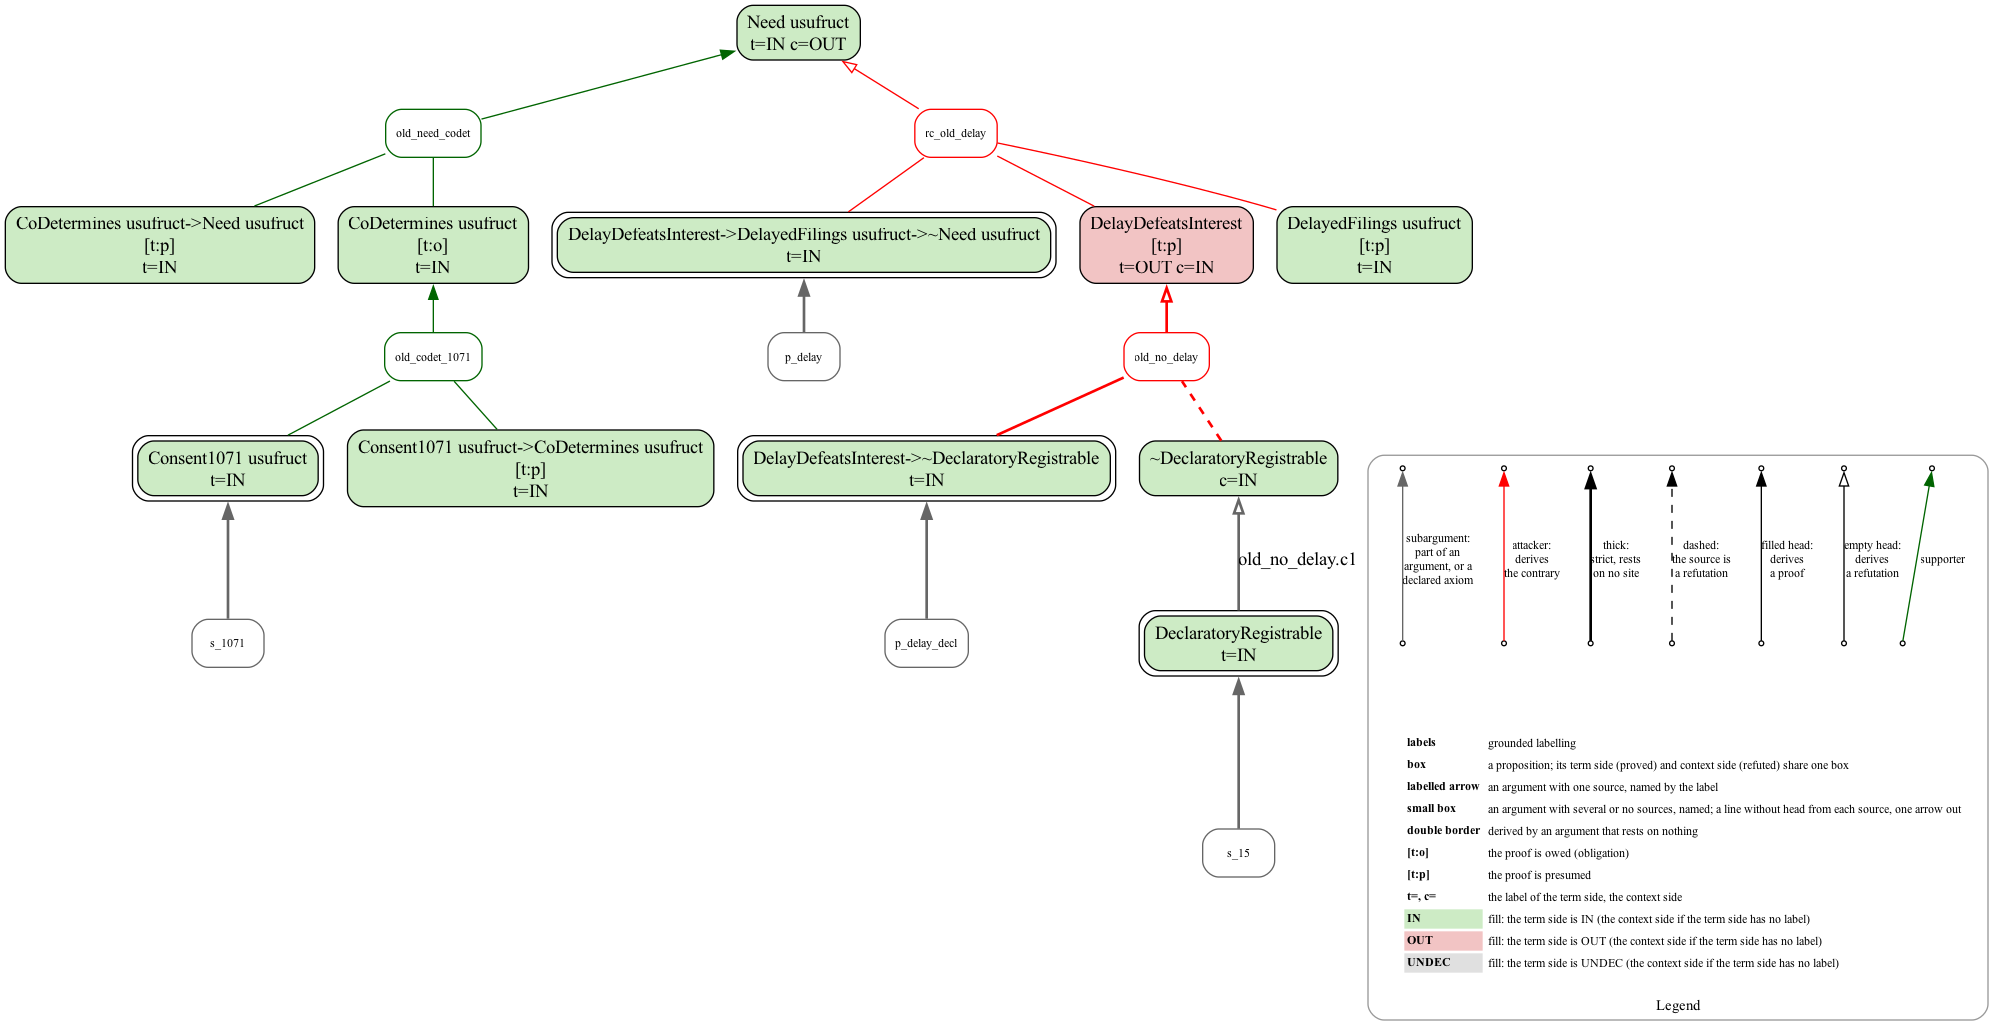 Need usufruct
t=IN c=OUT
old_need_codet
rc_old_delay
CoDetermines usufruct->Need usufruct
[t:p]
t=IN
CoDetermines usufruct
[t:o]
t=IN
DelayDefeatsInterest->DelayedFilings usufruct->~Need usufruct
t=IN
DelayDefeatsInterest
[t:p]
t=OUT c=IN
DelayedFilings usufruct
[t:p]
t=IN
old_codet_1071
p_delay
old_no_delay
Consent1071 usufruct
t=IN
Consent1071 usufruct->CoDetermines usufruct
[t:p]
t=IN
DelayDefeatsInterest->~DeclaratoryRegistrable
t=IN
~DeclaratoryRegistrable
c=IN
old_no_delay.c1
s_1071
p_delay_decl
DeclaratoryRegistrable
t=IN
s_15
subargument:
part of an
argument, or a
declared axiom
attacker:
derives
the contrary
thick:
strict, rests
on no site
dashed:
the source is
a refutation
filled head:
derives
a proof
empty head:
derives
a refutation
supporter
labels grounded labelling
box a proposition; its term side (proved) and context side (refuted) share one box
labelled arrow an argument with one source, named by the label
small box an argument with several or no sources, named; a line without head from each source, one arrow out
double border derived by an argument that rests on nothing
[t:o] the proof is owed (obligation)
[t:p] the proof is presumed
t=, c= the label of the term side, the context side
IN fill: the term side is IN (the context side if the term side has no label)
OUT fill: the term side is OUT (the context side if the term side has no label)
UNDEC fill: the term side is UNDEC (the context side if the term side has no label)
Legend